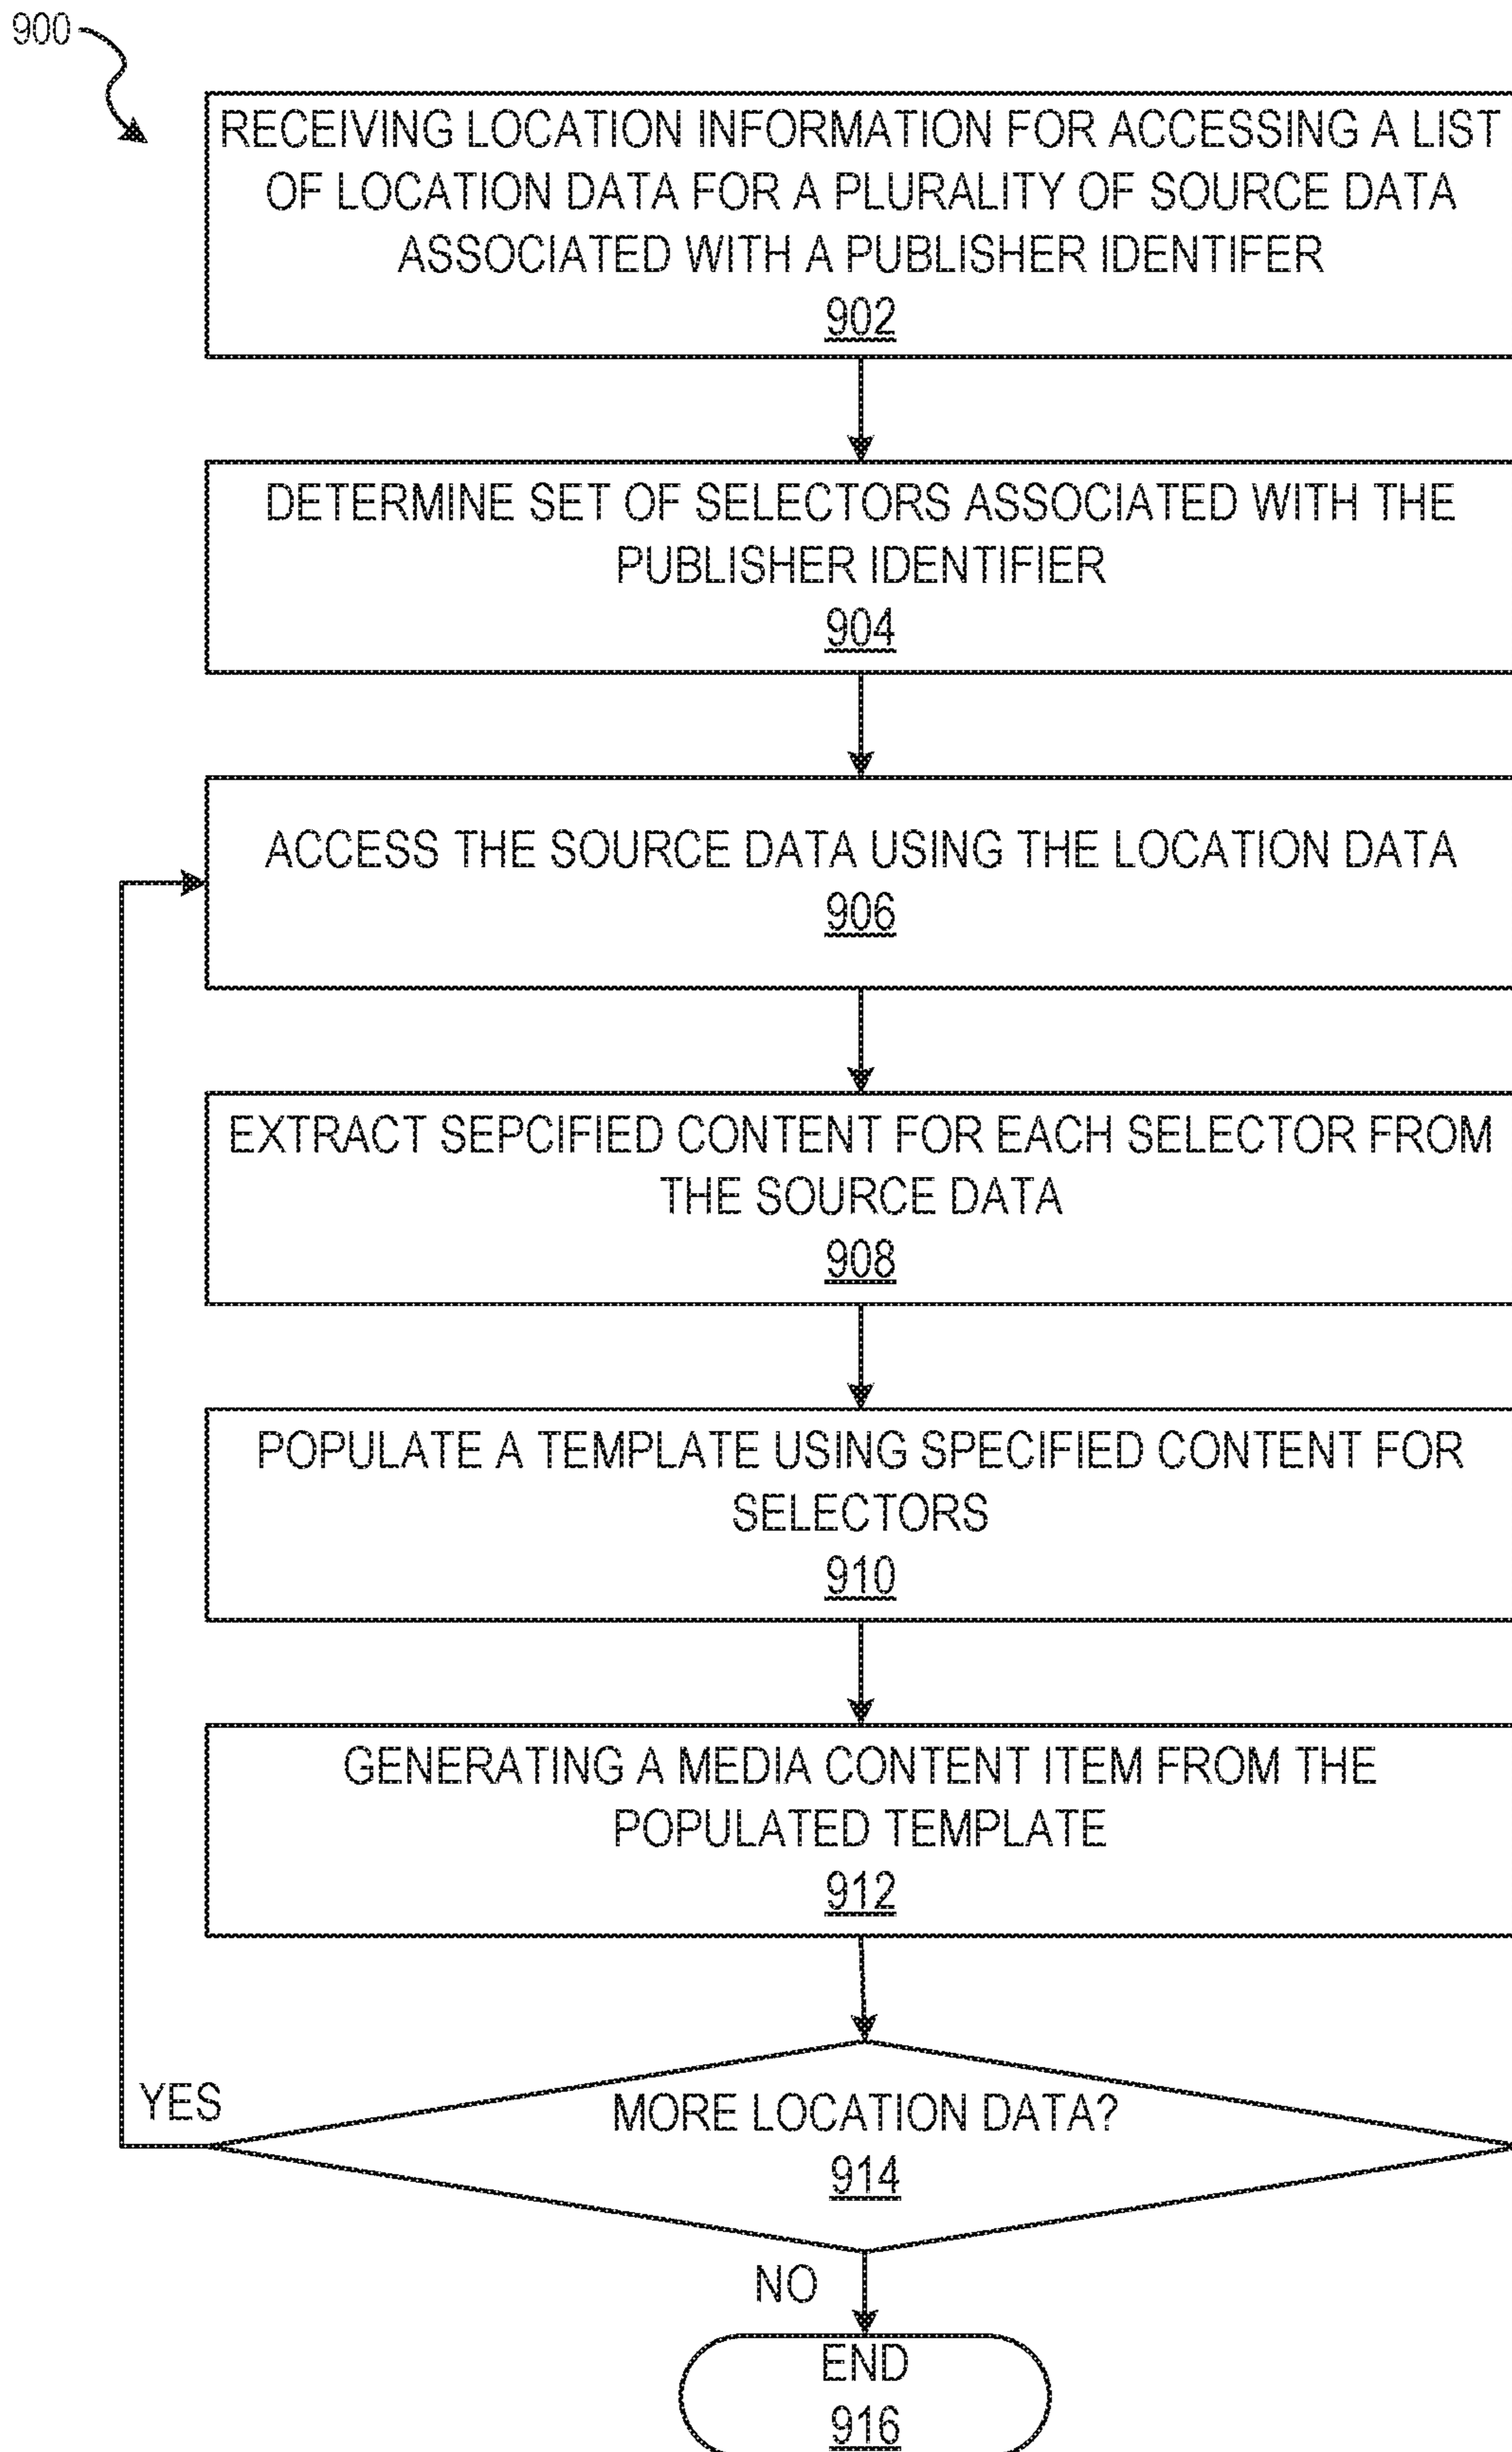 900
RECEIVING LOCATION INFORMATION FOR ACCESSING A LIST
OF LOCATION DATA FOR A PLURALITY OF SOURCE DATA
ASSOCIATED WITH A PUBLISHER IDENTIFER
902
DETERMINE SET OF SELECTORS ASSOCIATED WITH THE
PUBLISHER IDENTIFIER
904
ACCESS THE SOURCE DATA USING THE LOCATION DATA
906
EXTRACT SEPCIFIED CONTENT FOR EACH SELECTOR FROM
THE SOURCE DATA
908
POPULATE A TEMPLATE USING SPECIFIED CONTENT FOR
SELECTORS
910
GENERATING A MEDIA CONTENT ITEM FROM THE
POPULATED TEMPLATE
912
YES
MORE LOCATION DATA?
914
NO
END
916